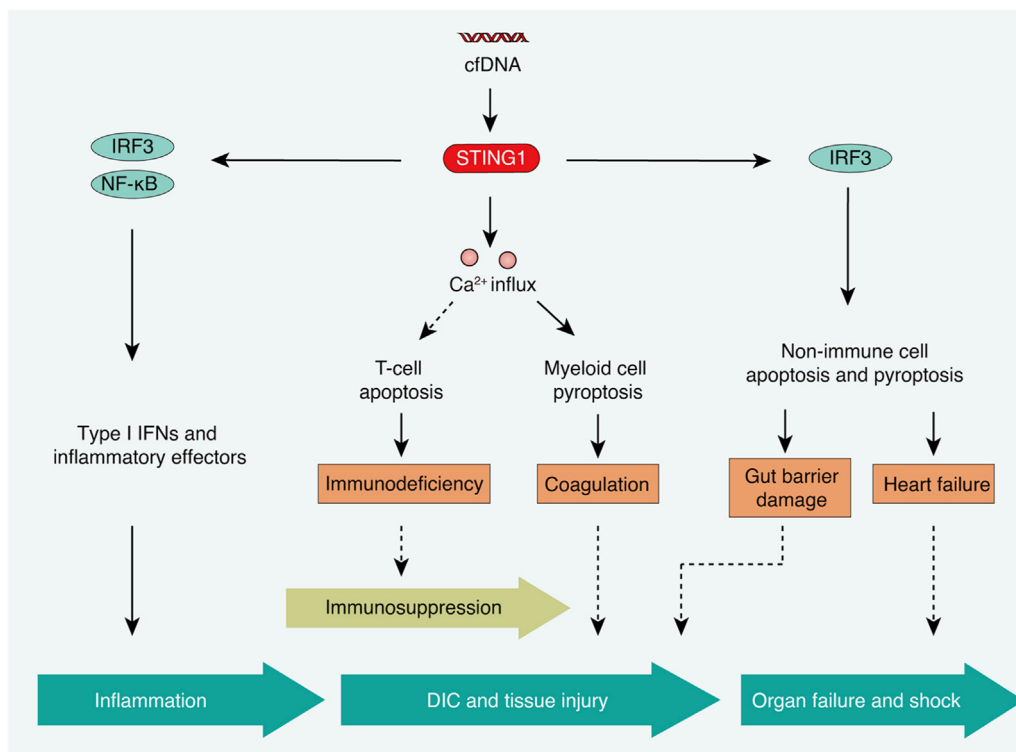 cfDNA
IRF3
NF-κB
STING1
IRF3
Ca²⁺ influx
T-cell
apoptosis
Myeloid cell
pyroptosis
Non-immune cell
apoptosis and pyroptosis
Type I IFNs and
inflammatory effectors
Immunodeficiency
Coagulation
Gut barrier
damage
Heart failure
Immunosuppression
Inflammation
DIC and tissue injury
Organ failure and shock